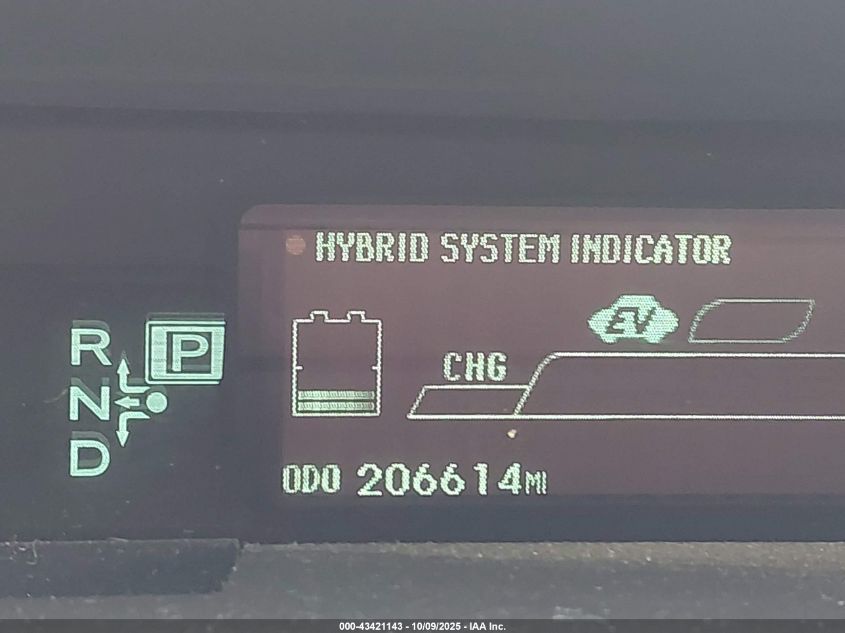 HYBRID SYSTEM INDICATOR
EV
R P
CHG
N
D
ODO 206614MI
000-43421143 - 10/09/2025 - IAA Inc.